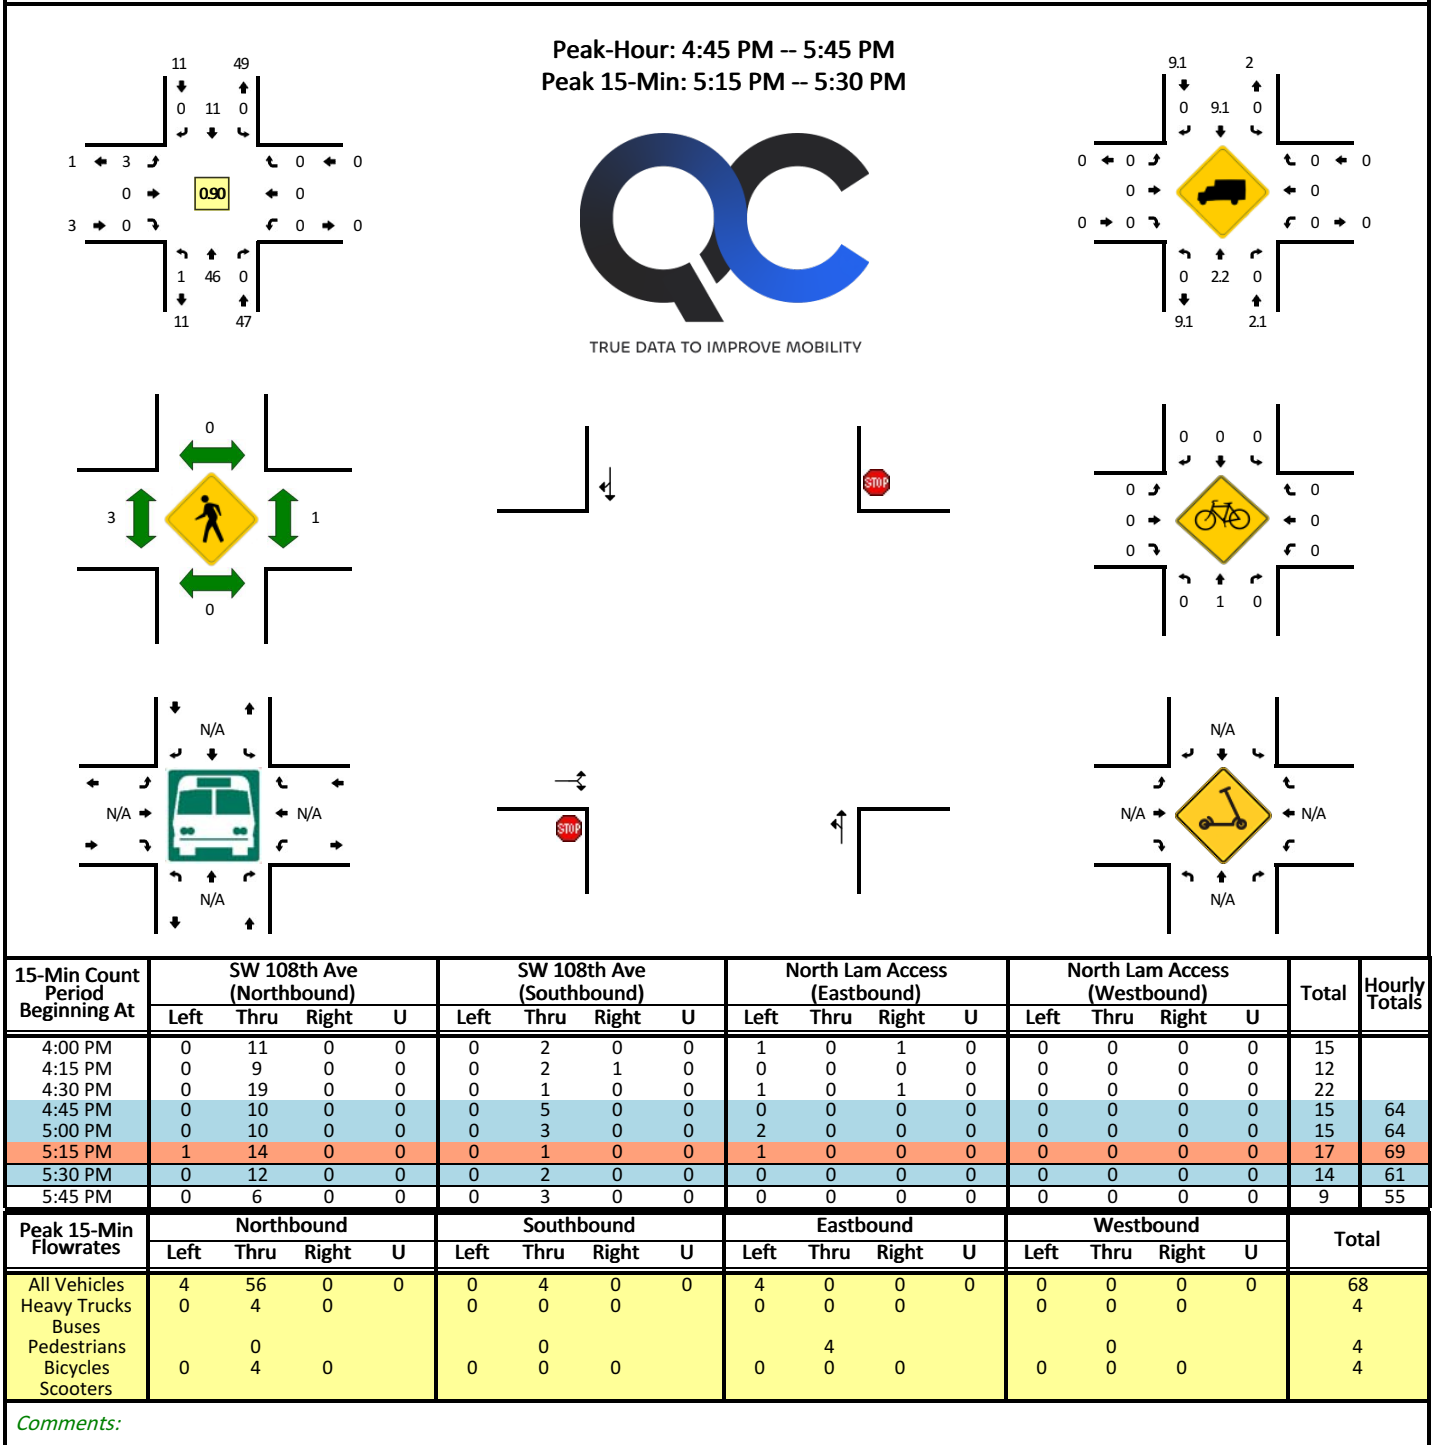 Peak-Hour: 4:45 PM -- 5:45 PM
Peak 15-Min: 5:15 PM -- 5:30 PM
11 49
0 11 0
1 3 0 0
0 0.90 0
3 0 0 0
1 46 0
11 47
TRUE DATA TO IMPROVE MOBILITY
9.1 2
0 9.1 0
0 0 0 0
0 0
0 0 0 0
0 2.2 0
9.1 2.1
0
3 1
0
STOP
STOP
0 0 0
0 0
0 0
0 0
0 1 0
N/A
N/A N/A
N/A
N/A
N/A N/A
N/A
15-Min Count Period Beginning At SW 108th Ave (Northbound) SW 108th Ave (Southbound) North Lam Access (Eastbound) North Lam Access (Westbound) Total Hourly Totals
Left Thru Right U Left Thru Right U Left Thru Right U Left Thru Right U
4:00 PM 0 11 0 0 0 2 0 0 1 0 1 0 0 0 0 0 15
4:15 PM 0 9 0 0 0 2 1 0 0 0 0 0 0 0 0 0 12
4:30 PM 0 19 0 0 0 1 0 0 1 0 1 0 0 0 0 0 22
4:45 PM 0 10 0 0 0 5 0 0 0 0 0 0 0 0 0 0 15 64
5:00 PM 0 10 0 0 0 3 0 0 2 0 0 0 0 0 0 0 15 64
5:15 PM 1 14 0 0 0 1 0 0 1 0 0 0 0 0 0 0 17 69
5:30 PM 0 12 0 0 0 2 0 0 0 0 0 0 0 0 0 0 14 61
5:45 PM 0 6 0 0 0 3 0 0 0 0 0 0 0 0 0 0 9 55
Peak 15-Min Flowrates Northbound Southbound Eastbound Westbound Total
Left Thru Right U Left Thru Right U Left Thru Right U Left Thru Right U
All Vehicles 4 56 0 0 0 4 0 0 4 0 0 0 0 0 0 0 68
Heavy Trucks 0 4 0 0 0 0 0 0 0 0 0 0 4
Buses
Pedestrians 0 0 4 0 4
Bicycles 0 4 0 0 0 0 0 0 0 0 0 0 4
Scooters
Comments: